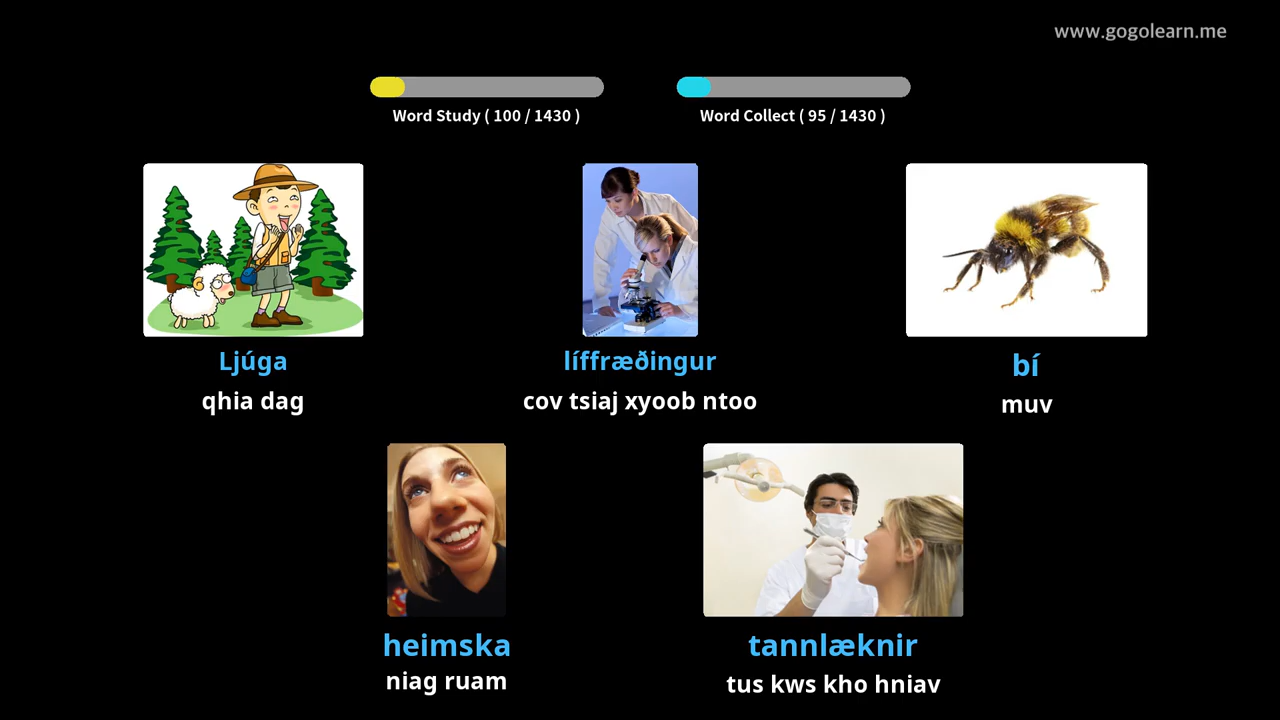 www.gogolearn.me
Word Study ( 100 / 1430 )
Word Collect ( 95 / 1430 )
Ljúga
qhia dag
líffræðingur
cov tsiaj xyoob ntoo
bí
muv
heimska
niag ruam
tannlæknir
tus kws kho hniav